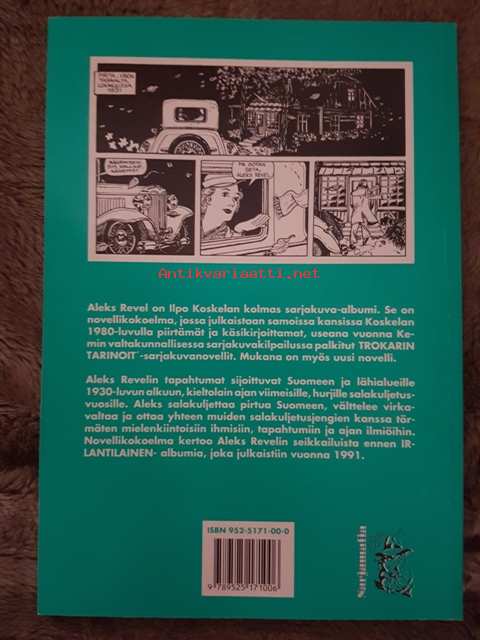 Antikvariaatti.net
Aleks Revel on Ilpo Koskelan kolmas sarjakuva-albumi. Se on
novellikokoelma, jossa julkaistaan samoissa kansissa Koskelan
1980-luvulla piirtämät ja käsikirjoittamat, useana vuonna Ke-
min valtakunnallisessa sarjakuvakilpailussa palkitut TROKARIN
TARINOIT´-sarjakuvanovellit. Mukana on myös uusi novelli.
Aleks Revelin tapahtumat sijoittuvat Suomeen ja lähialueille
1930-luvun alkuun, kieltolain ajan viimeisille, hurjille salakuljetus-
vuosille. Aleks salakuljettaa pirtua Suomeen, välttelee virka-
valtaa ja ottaa yhteen muiden salakuljetusjengien kanssa tör-
mäten mielenkiintoisiin ihmisiin, tapahtumiin ja ajan ilmiöihin.
Novellikokoelma kertoo Aleks Revelin seikkailuista ennen IR-
LANTILAINEN- albumia, joka julkaistiin vuonna 1991.
ISBN 952-5171-00-0
9 789525 171006
Sarjamatta